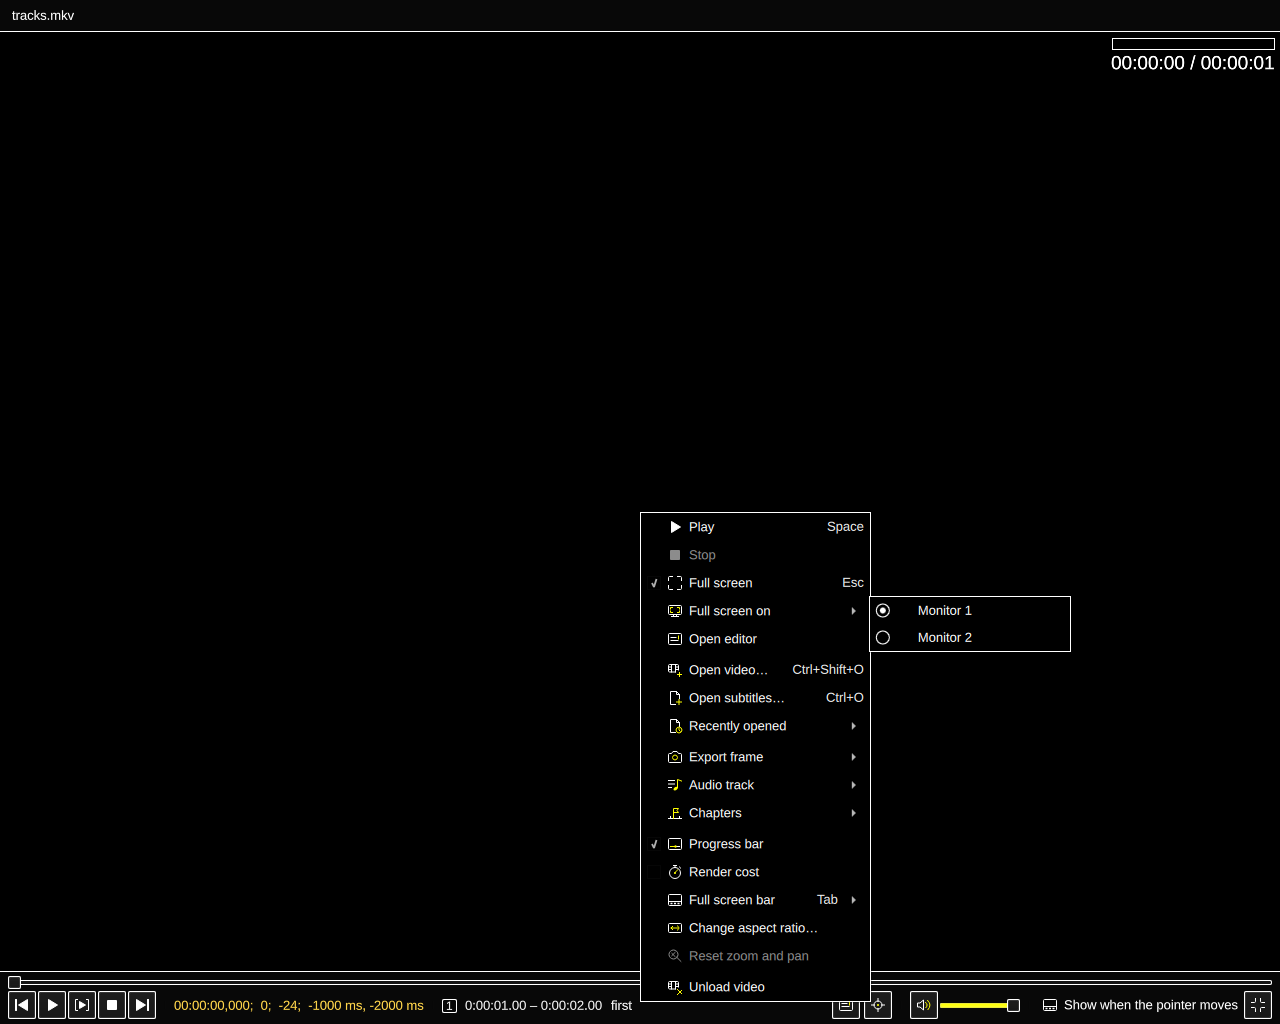 tracks.mkv
00:00:00 / 00:00:01
Play Space
Stop
Full screen Esc
Full screen on
Monitor 1
Monitor 2
Open editor
Open video… Ctrl+Shift+O
Open subtitles… Ctrl+O
Recently opened
Export frame
Audio track
Chapters
Progress bar
Render cost
Full screen bar Tab
Change aspect ratio…
Reset zoom and pan
Unload video
00:00:00,000; 0; -24; -1000 ms, -2000 ms 1 0:00:01.00 – 0:00:02.00 first Show when the pointer moves